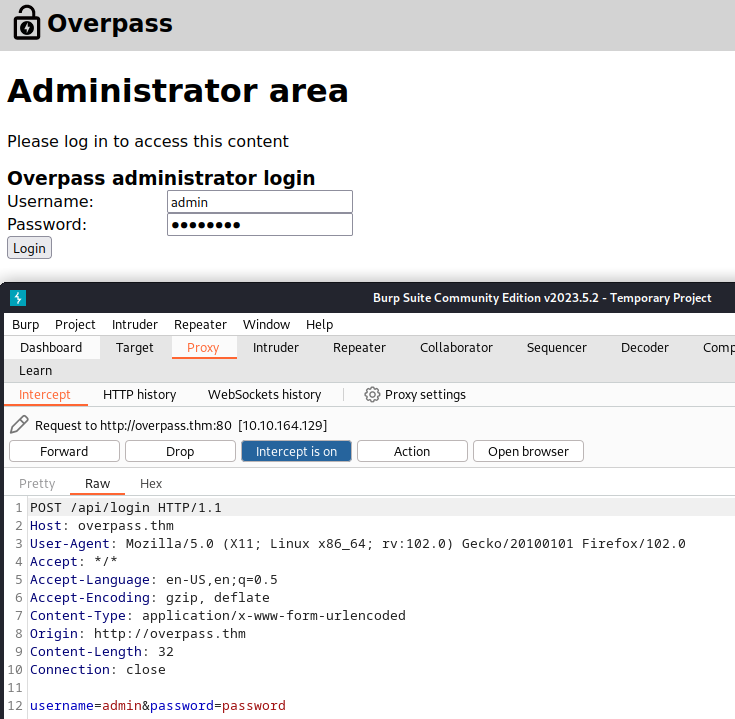 Overpass
Administrator area
Please log in to access this content
Overpass administrator login
Username: admin
Password: ●●●●●●●●
Login
Burp Suite Community Edition v2023.5.2 - Temporary Project
Burp Project Intruder Repeater Window Help
Dashboard Target Proxy Intruder Repeater Collaborator Sequencer Decoder Comp
Learn
Intercept HTTP history WebSockets history Proxy settings
Request to http://overpass.thm:80 [10.10.164.129]
Forward Drop Intercept is on Action Open browser
Pretty Raw Hex
1 POST /api/login HTTP/1.1
2 Host: overpass.thm
3 User-Agent: Mozilla/5.0 (X11; Linux x86_64; rv:102.0) Gecko/20100101 Firefox/102.0
4 Accept: */*
5 Accept-Language: en-US,en;q=0.5
6 Accept-Encoding: gzip, deflate
7 Content-Type: application/x-www-form-urlencoded
8 Origin: http://overpass.thm
9 Content-Length: 32
10 Connection: close
11
12 username=admin&password=password